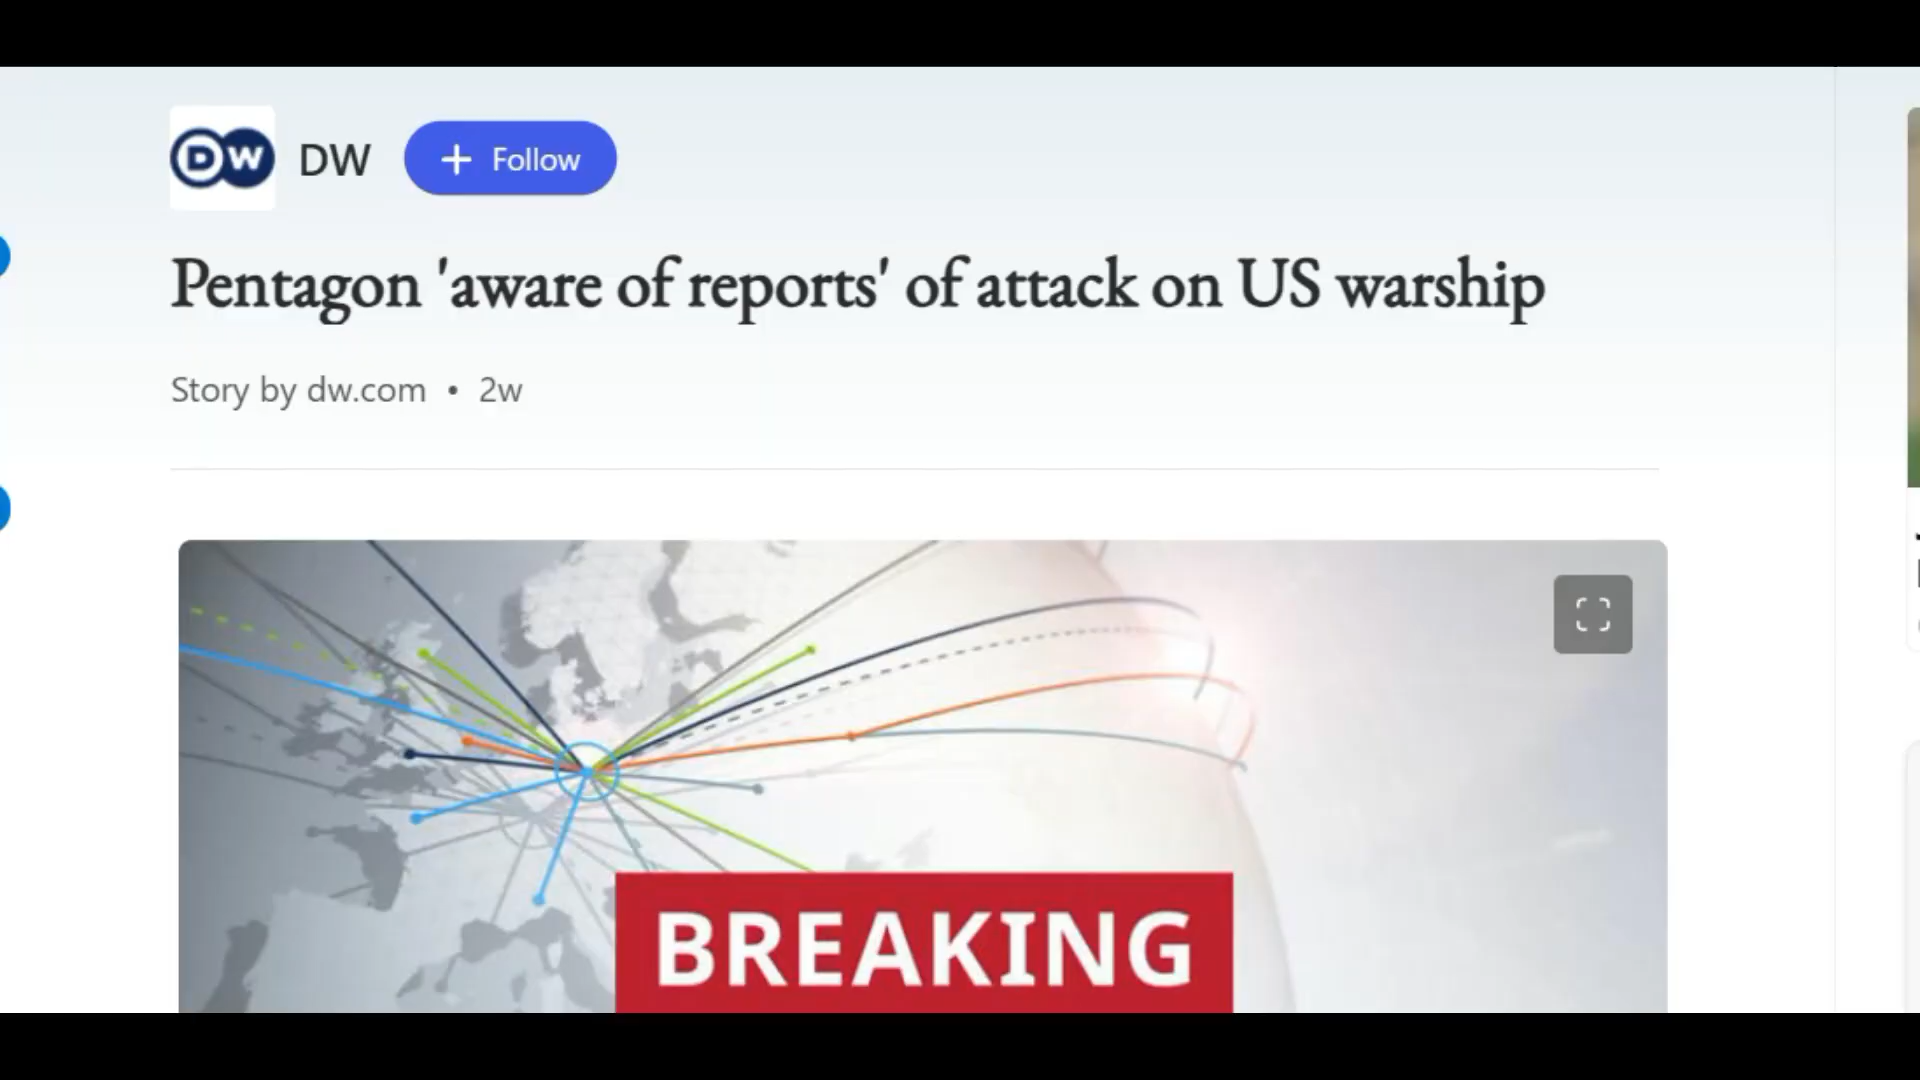 DW
DW
+ Follow
Pentagon 'aware of reports' of attack on US warship
Story by dw.com • 2w
BREAKING